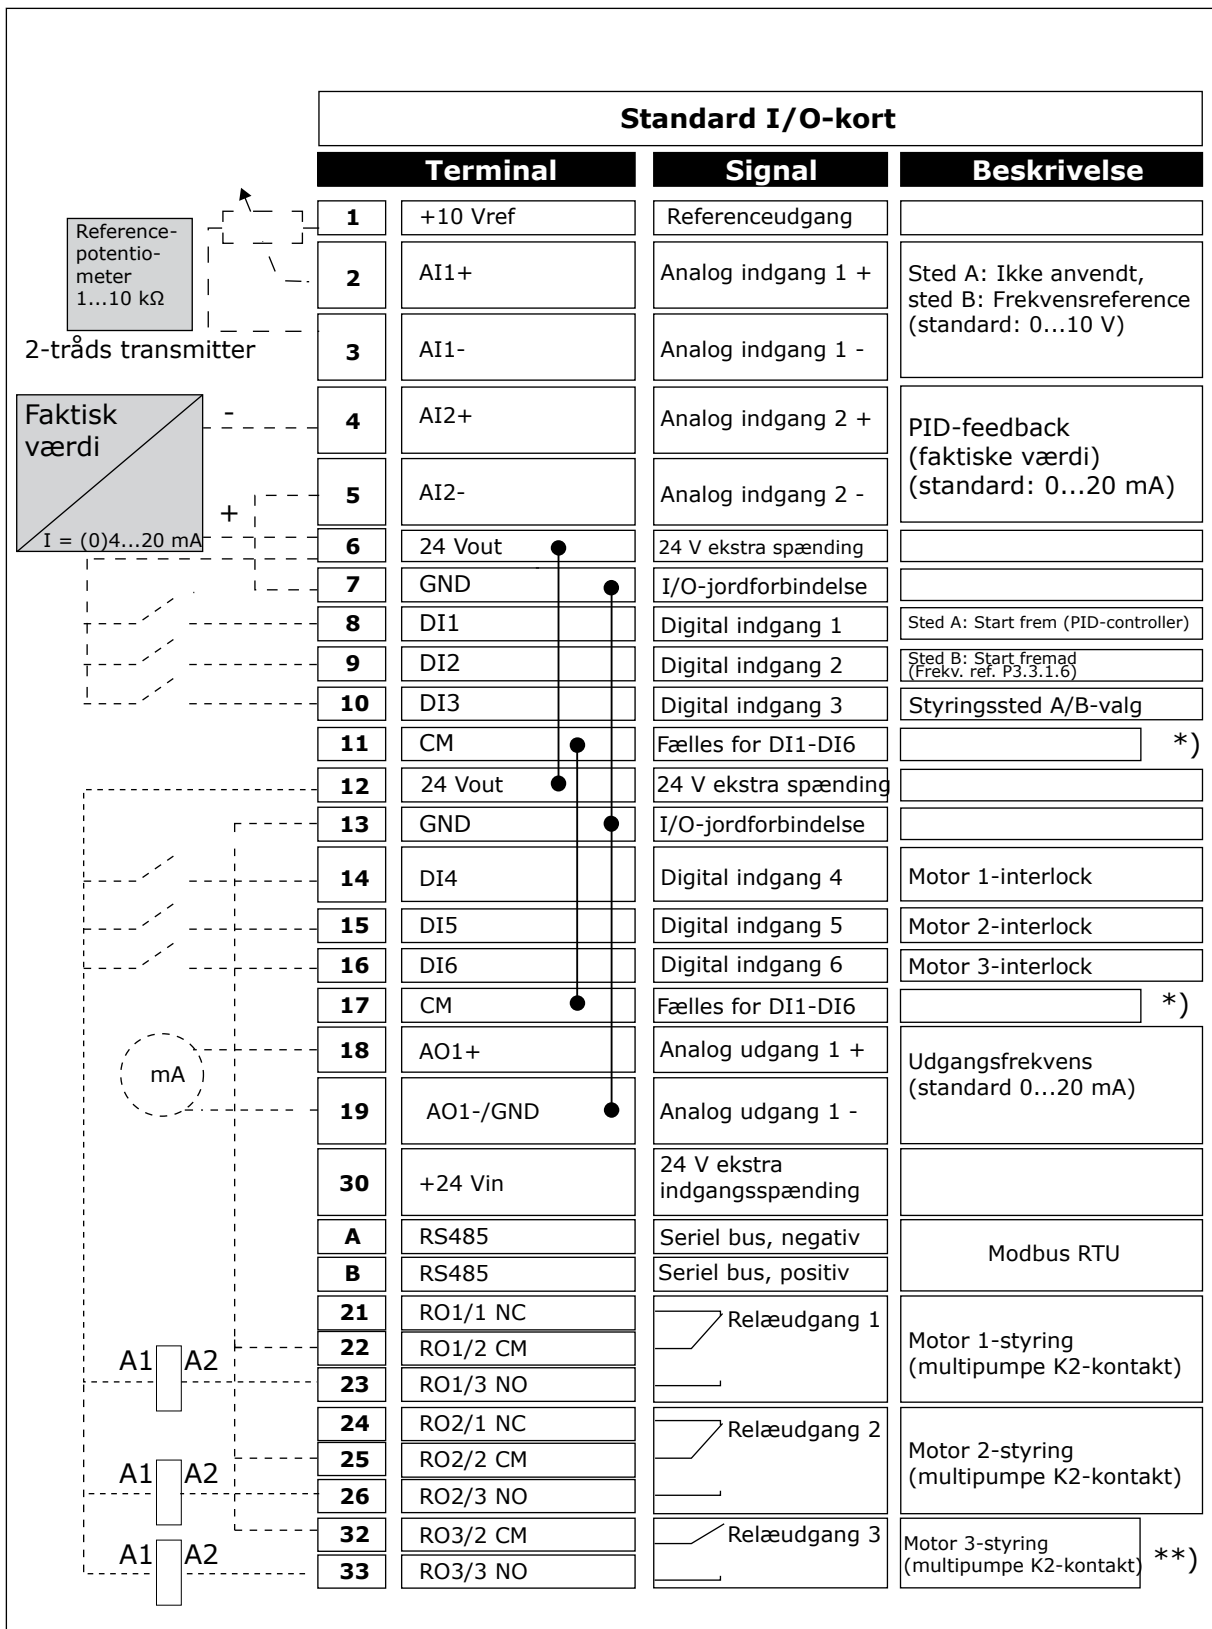 Standard I/O-kort
Terminal Signal Beskrivelse
Reference-
potentio-
meter
1...10 kΩ
2-tråds transmitter
Faktisk
værdi
-
+
I = (0)4...20 mA
1 +10 Vref Referenceudgang
2 AI1+ Analog indgang 1 +
3 AI1- Analog indgang 1 -
Sted A: Ikke anvendt,
sted B: Frekvensreference
(standard: 0...10 V)
4 AI2+ Analog indgang 2 +
5 AI2- Analog indgang 2 -
PID-feedback
(faktiske værdi)
(standard: 0...20 mA)
6 24 Vout 24 V ekstra spænding
7 GND I/O-jordforbindelse
8 DI1 Digital indgang 1 Sted A: Start frem (PID-controller)
9 DI2 Digital indgang 2 Sted B: Start fremad
(Frekv. ref. P3.3.1.6)
10 DI3 Digital indgang 3 Styringssted A/B-valg
11 CM Fælles for DI1-DI6 *)
12 24 Vout 24 V ekstra spænding
13 GND I/O-jordforbindelse
14 DI4 Digital indgang 4 Motor 1-interlock
15 DI5 Digital indgang 5 Motor 2-interlock
16 DI6 Digital indgang 6 Motor 3-interlock
17 CM Fælles for DI1-DI6 *)
mA
18 AO1+ Analog udgang 1 +
19 AO1-/GND Analog udgang 1 -
Udgangsfrekvens
(standard 0...20 mA)
30 +24 Vin 24 V ekstra
indgangsspænding
A RS485 Seriel bus, negativ
B RS485 Seriel bus, positiv
Modbus RTU
21 RO1/1 NC Relæudgang 1
22 RO1/2 CM
23 RO1/3 NO
A1 A2
Motor 1-styring
(multipumpe K2-kontakt)
24 RO2/1 NC Relæudgang 2
25 RO2/2 CM
26 RO2/3 NO
A1 A2
Motor 2-styring
(multipumpe K2-kontakt)
32 RO3/2 CM Relæudgang 3
33 RO3/3 NO
A1 A2
Motor 3-styring
(multipumpe K2-kontakt)
**)